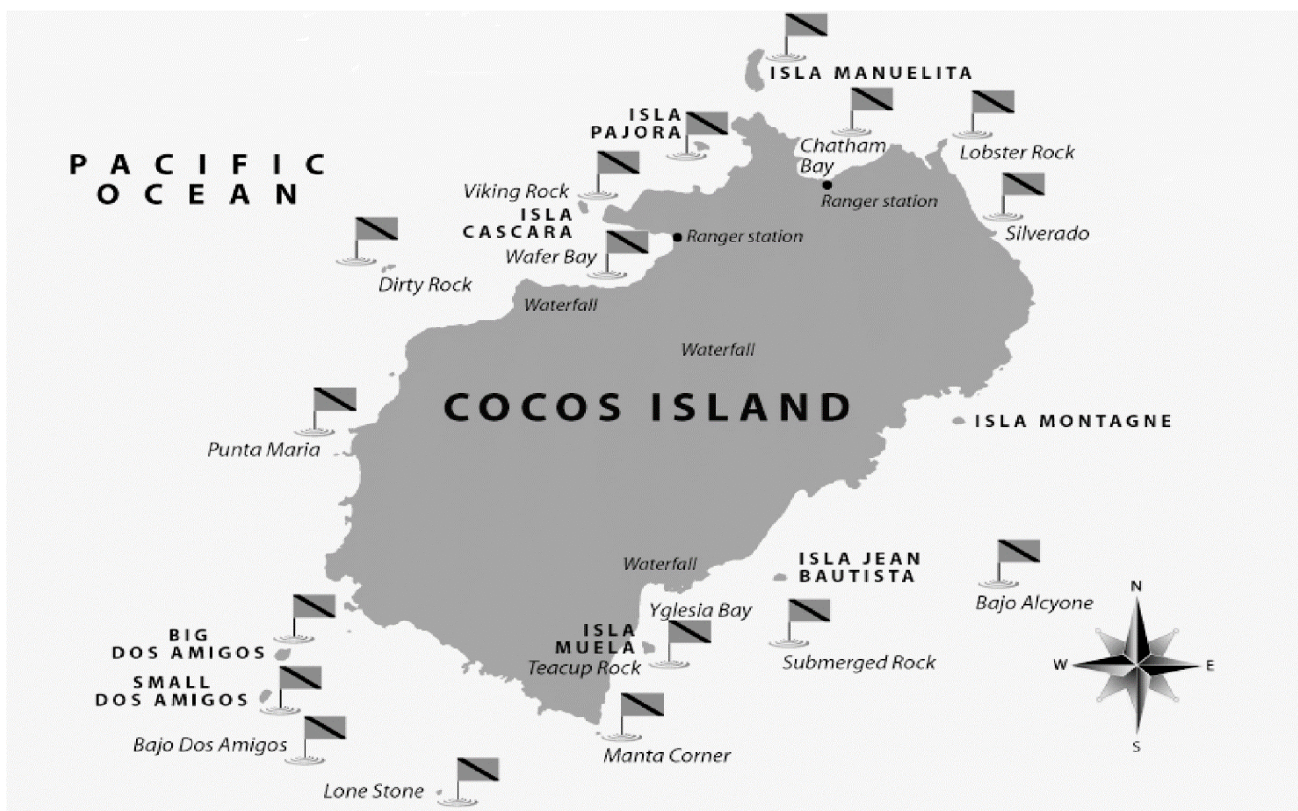 ISLA MANUELITA
ISLA
PAJORA
Chatham
Bay
Lobster Rock
PACIFIC
OCEAN
Viking Rock
Ranger station
ISLA
CASCARA
Ranger station
Silverado
Wafer Bay
Dirty Rock
Waterfall
Waterfall
COCOS ISLAND
ISLA MONTAGNE
Punta Maria
Waterfall
ISLA JEAN
BAUTISTA
Bajo Alcyone
N
W
E
S
Yglesia Bay
BIG
DOS AMIGOS
ISLA
MUELA
Teacup Rock
Submerged Rock
SMALL
DOS AMIGOS
Bajo Dos Amigos
Manta Corner
Lone Stone